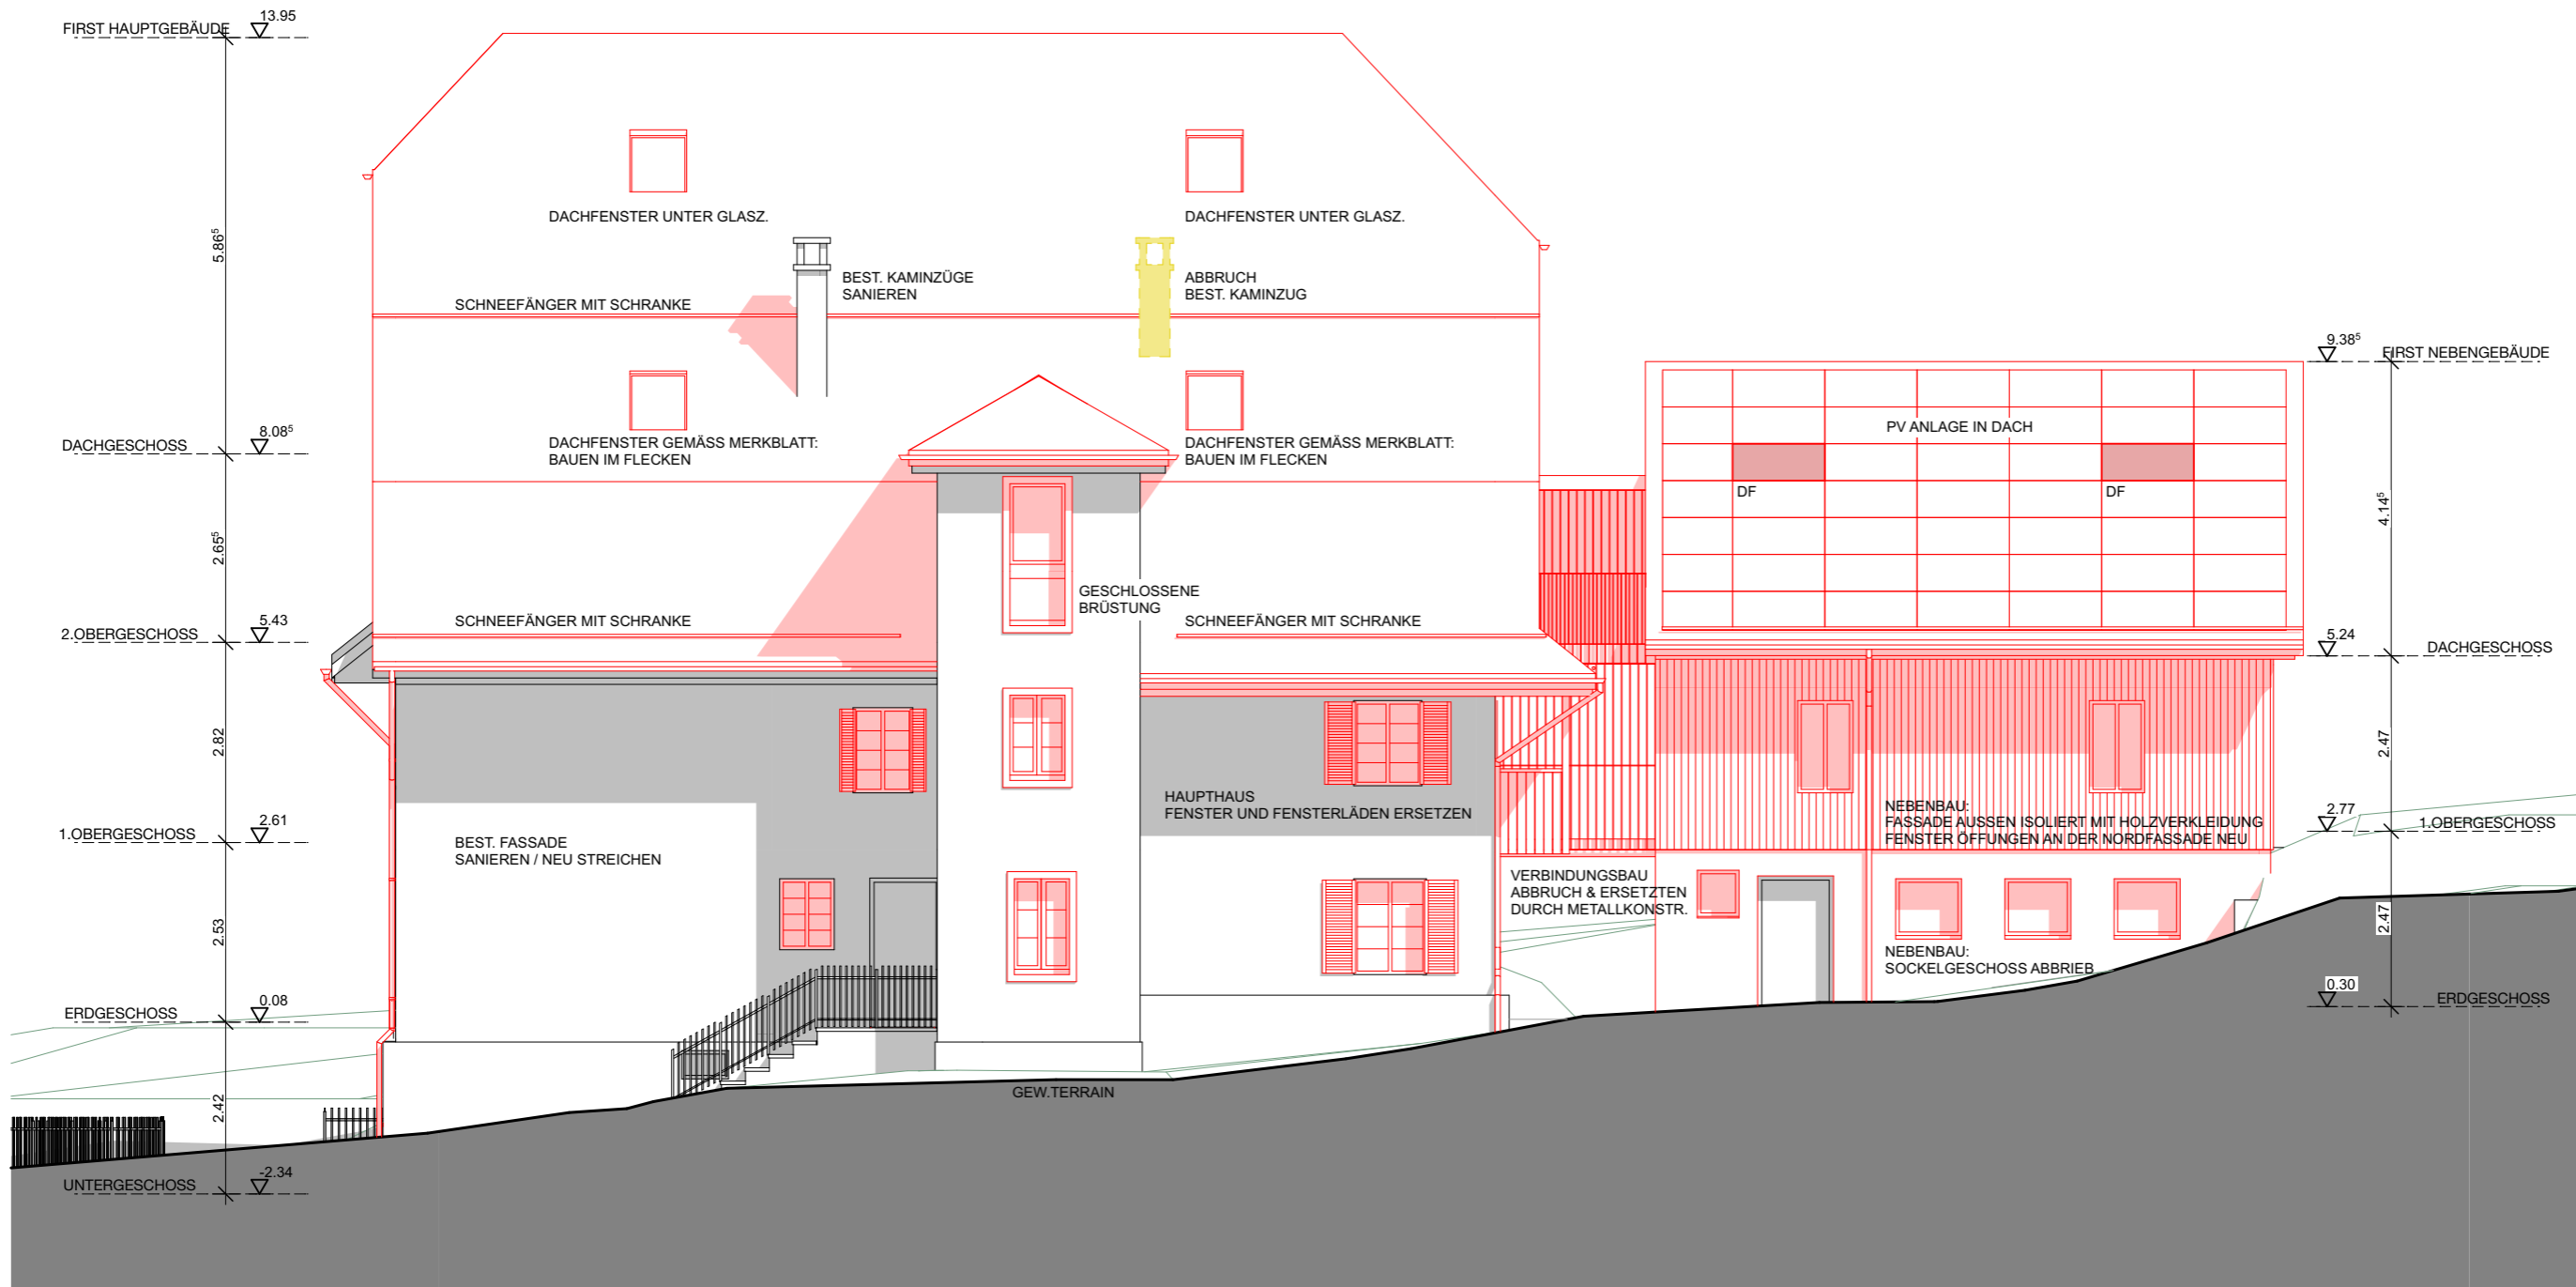 13.95
FIRST HAUPTGEBÄUDE
DACHFENSTER UNTER GLASZ.
DACHFENSTER UNTER GLASZ.
5.86⁵
BEST. KAMINZÜGE
SANIEREN
ABBRUCH
BEST. KAMINZUG
SCHNEEFÄNGER MIT SCHRANKE
9.38⁵
FIRST NEBENGEBÄUDE
PV ANLAGE IN DACH
8.08⁵
DACHGESCHOSS
DACHFENSTER GEMÄSS MERKBLATT:
BAUEN IM FLECKEN
DACHFENSTER GEMÄSS MERKBLATT:
BAUEN IM FLECKEN
DF
DF
4.14⁵
2.65⁵
GESCHLOSSENE
BRÜSTUNG
5.43
2.OBERGESCHOSS
SCHNEEFÄNGER MIT SCHRANKE
SCHNEEFÄNGER MIT SCHRANKE
5.24
DACHGESCHOSS
2.82
2.47
HAUPTHAUS
FENSTER UND FENSTERLÄDEN ERSETZEN
NEBENBAU:
FASSADE AUSSEN ISOLIERT MIT HOLZVERKLEIDUNG
FENSTER ÖFFUNGEN AN DER NORDFASSADE NEU
2.61
1.OBERGESCHOSS
2.77
1.OBERGESCHOSS
BEST. FASSADE
SANIEREN / NEU STREICHEN
VERBINDUNGSBAU
ABBRUCH & ERSETZTEN
DURCH METALLKONSTR.
2.53
2.47
NEBENBAU:
SOCKELGESCHOSS ABBRIEB
0.08
ERDGESCHOSS
0.30
ERDGESCHOSS
2.42
GEW.TERRAIN
-2.34
UNTERGESCHOSS